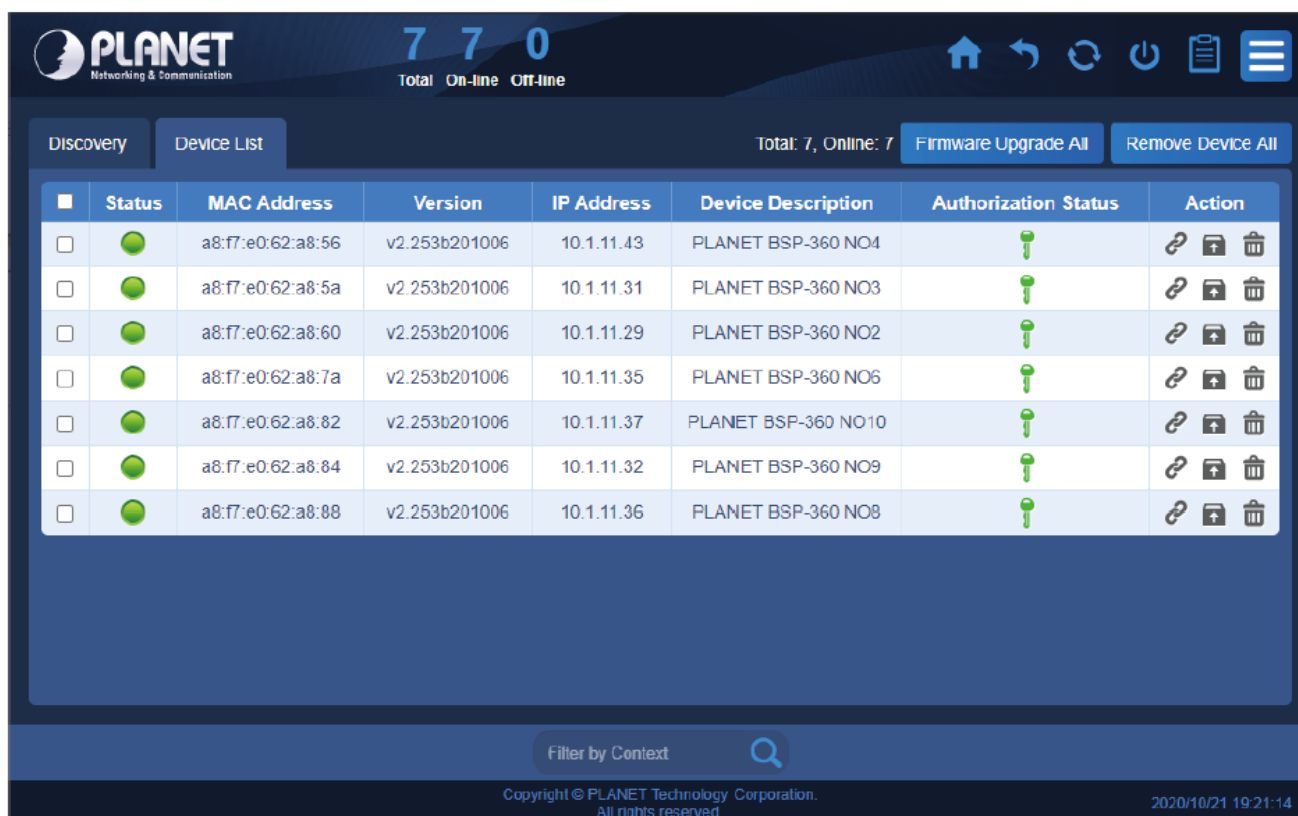 PLANET
Networking & Communication
7 7 0
Total On-line Off-line
Discovery Device List Total: 7, Online: 7 Firmware Upgrade All Remove Device All
Status MAC Address Version IP Address Device Description Authorization Status Action
a8:f7:e0:62:a8:56 v2.253b201006 10.1.11.43 PLANET BSP-360 NO4
a8:f7:e0:62:a8:5a v2.253b201006 10.1.11.31 PLANET BSP-360 NO3
a8:f7:e0:62:a8:60 v2.253b201006 10.1.11.29 PLANET BSP-360 NO2
a8:f7:e0:62:a8:7a v2.253b201006 10.1.11.35 PLANET BSP-360 NO6
a8:f7:e0:62:a8:82 v2.253b201006 10.1.11.37 PLANET BSP-360 NO10
a8:f7:e0:62:a8:84 v2.253b201006 10.1.11.32 PLANET BSP-360 NO9
a8:f7:e0:62:a8:88 v2.253b201006 10.1.11.36 PLANET BSP-360 NO8
Filter by Context
Copyright © PLANET Technology Corporation.
All rights reserved
2020/10/21 19:21:14